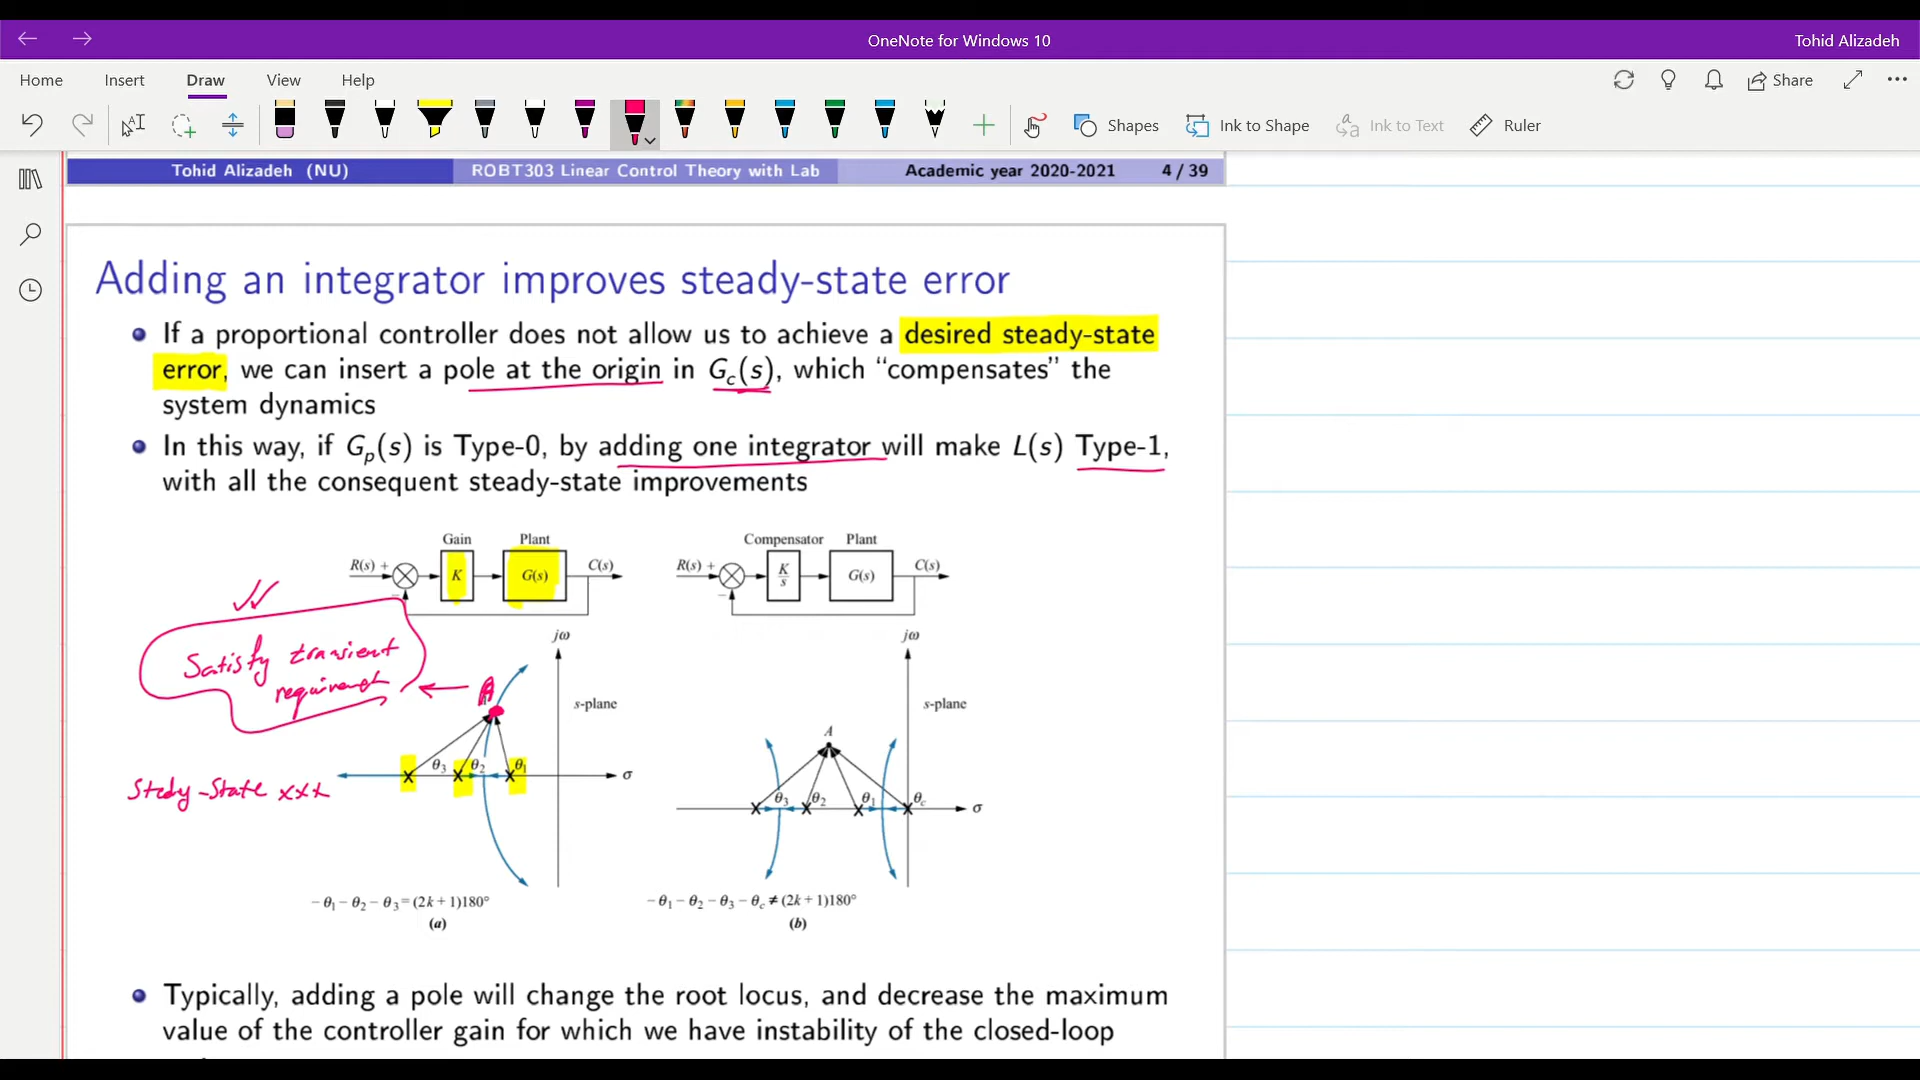 OneNote for Windows 10
Tohid Alizadeh
Home Insert Draw View Help
Share
Shapes Ink to Shape Ink to Text Ruler
Tohid Alizadeh (NU) ROBT303 Linear Control Theory with Lab Academic year 2020-2021 4 / 39
Adding an integrator improves steady-state error
If a proportional controller does not allow us to achieve a desired steady-state
error, we can insert a pole at the origin in G_c(s), which “compensates” the
system dynamics
In this way, if G_p(s) is Type-0, by adding one integrator will make L(s) Type-1,
with all the consequent steady-state improvements
Gain Plant
R(s) + K G(s) C(s)
−
Compensator Plant
R(s) + K/s G(s) C(s)
−
Satisfy transient
requirement
Stedy-State xxx
jω
A
s-plane
θ3 θ2 θ1
σ
−θ1 − θ2 − θ3 = (2k + 1)180°
(a)
jω
s-plane
A
θ3 θ2 θ1 θc
σ
−θ1 − θ2 − θ3 − θc ≠ (2k + 1)180°
(b)
Typically, adding a pole will change the root locus, and decrease the maximum
value of the controller gain for which we have instability of the closed-loop